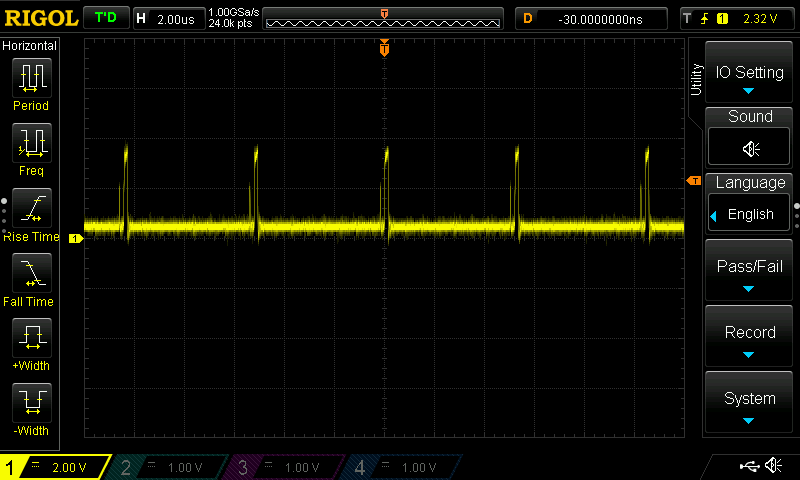 RIGOL T'D H 2.00us 1.00GSa/s
24.0k pts T D -30.0000000ns T 1 2.32 V
Horizontal
Period
Freq
Rise Time
Fall Time
+Width
-Width
T
T
1
Utility
IO Setting
Sound
Language
English
Pass/Fail
Record
System
1 2.00 V 2 1.00 V 3 1.00 V 4 1.00 V